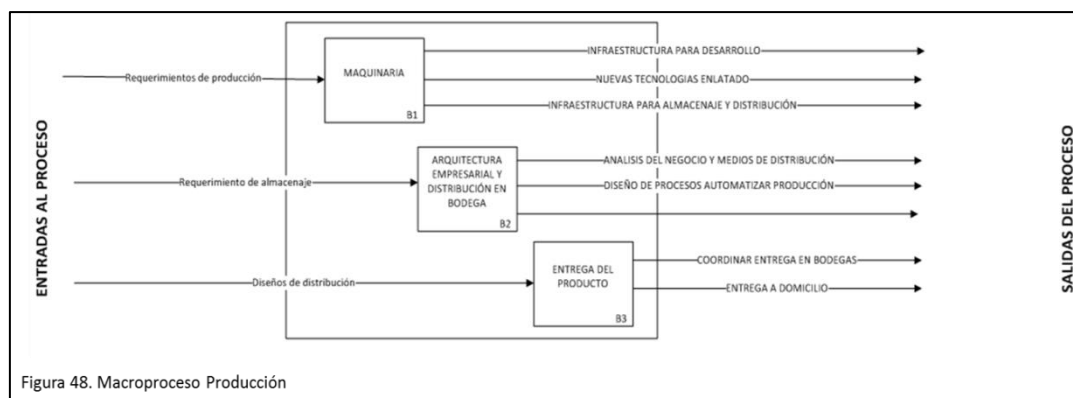 ENTRADAS AL PROCESO
Requerimientos de producción
MAQUINARIA
B1
INFRAESTRUCTURA PARA DESARROLLO
NUEVAS TECNOLOGIAS ENLATADO
INFRAESTRUCTURA PARA ALMACENAJE Y DISTRIBUCIÓN
Requerimiento de almacenaje
ARQUITECTURA
EMPRESARIAL Y
DISTRIBUCIÓN EN
BODEGA
B2
ANALISIS DEL NEGOCIO Y MEDIOS DE DISTRIBUCIÓN
DISEÑO DE PROCESOS AUTOMATIZAR PRODUCCIÓN
Diseños de distribución
ENTREGA DEL
PRODUCTO
B3
COORDINAR ENTREGA EN BODEGAS
ENTREGA A DOMICILIO
SALIDAS DEL PROCESO
Figura 48. Macroproceso Producción